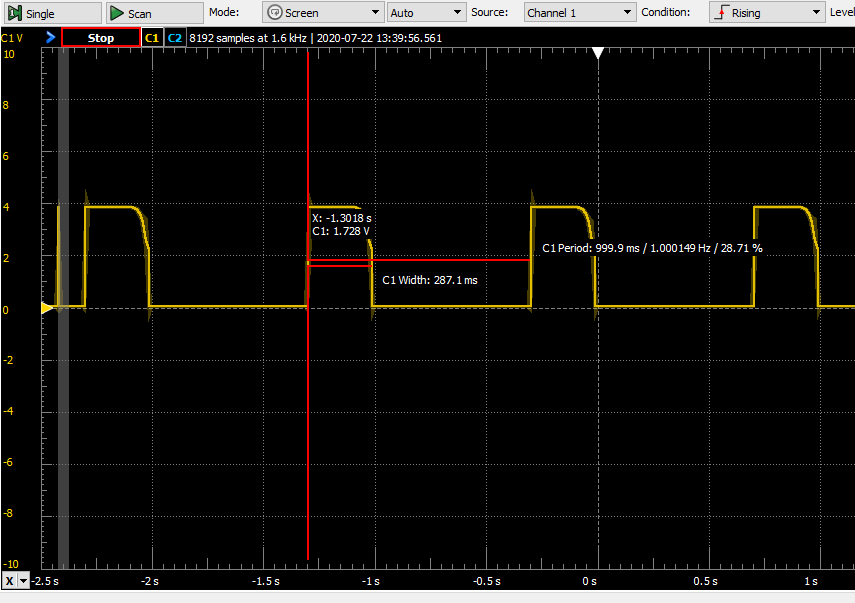 Single Scan Mode: Screen Auto Source: Channel 1 Condition: Rising Level
C1 V Stop C1 C2 8192 samples at 1.6 kHz | 2020-07-22 13:39:56.561
10
8
6
4
X: -1.3018 s
C1: 1.728 V
C1 Period: 999.9 ms / 1.000149 Hz / 28.71 %
2
C1 Width: 287.1 ms
0
-2
-4
-6
-8
-10
X -2.5 s -2 s -1.5 s -1 s -0.5 s 0 s 0.5 s 1 s